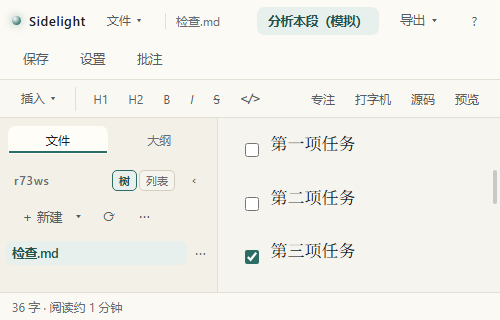 Sidelight 文件 检查.md 分析本段（模拟） 导出 ?
保存 设置 批注
插入 H1 H2 B I S </> 专注 打字机 源码 预览
文件 大纲
r73ws 树 列表 ‹
+ 新建 ⟳ ···
检查.md ···
第一项任务
第二项任务
第三项任务
36 字 · 阅读约 1 分钟